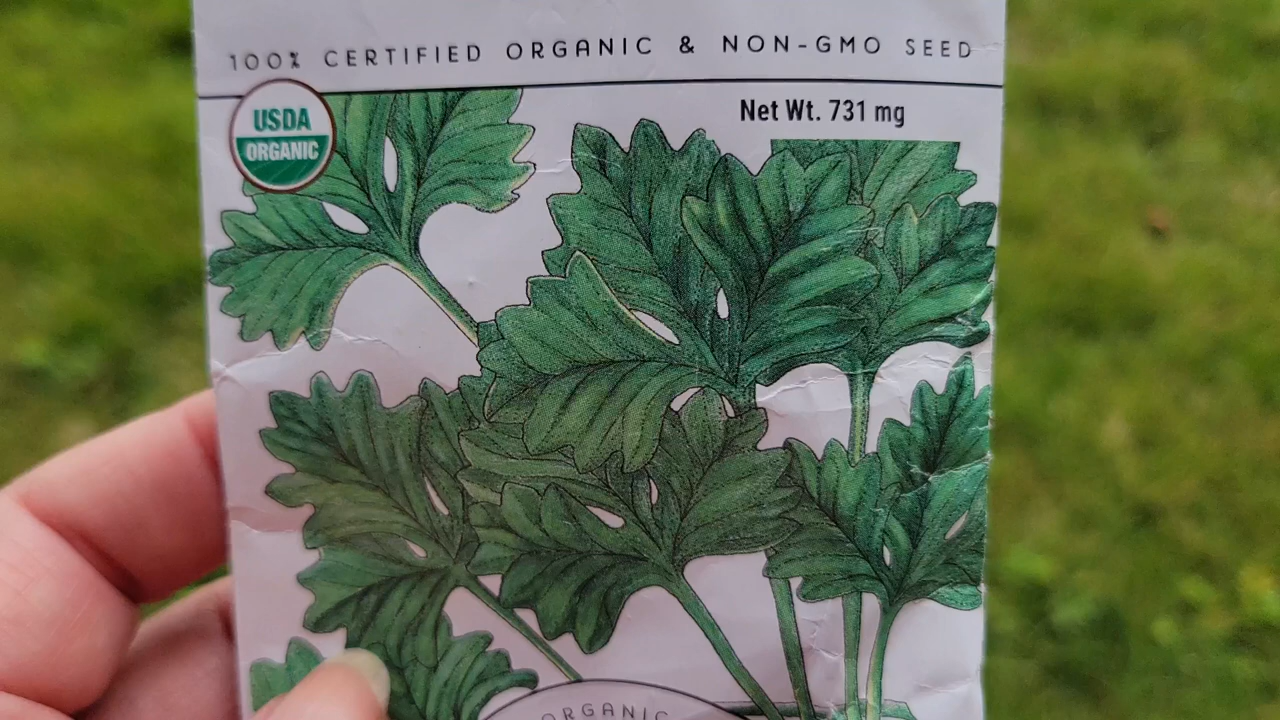 100% CERTIFIED ORGANIC & NON-GMO SEED
USDA
ORGANIC
Net Wt. 731 mg
ORGANIC